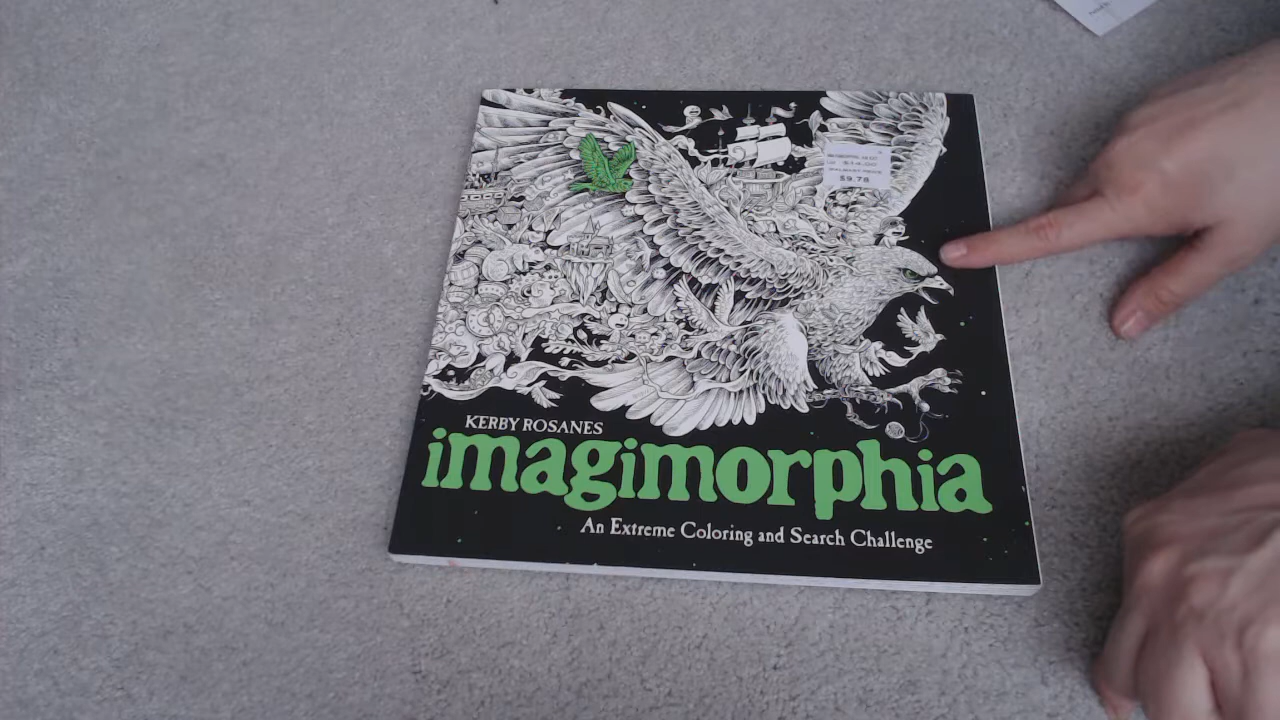 $9.78
KERBY ROSANES
imagimorphia
An Extreme Coloring and Search Challenge